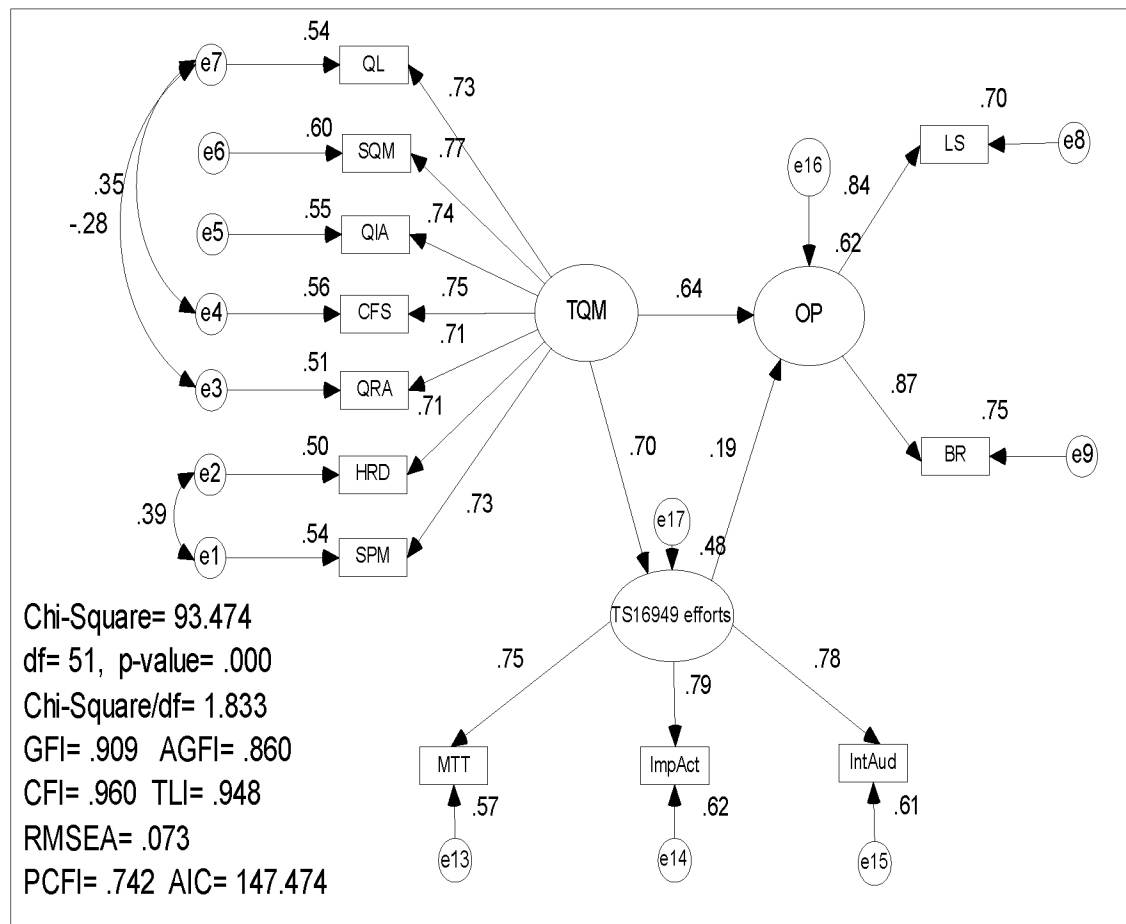 .54
e7
QL
.73
.70
.60
e6
SQM
.77
LS
e8
e16
.35
.84
-.28
.55
.74
e5
QIA
.62
.56
.75
.64
e4
CFS
TQM
OP
.71
.51
e3
QRA
.87
.71
.75
.50
.70
.19
e2
HRD
BR
e9
.39
.73
e17
.54
.48
e1
SPM
TS16949 efforts
Chi-Square= 93.474
df= 51, p-value= .000
.75
.78
.79
Chi-Square/df= 1.833
GFI= .909 AGFI= .860
MTT
ImpAct
IntAud
CFI= .960 TLI= .948
.57
.62
.61
RMSEA= .073
e13
e14
e15
PCFI= .742 AIC= 147.474